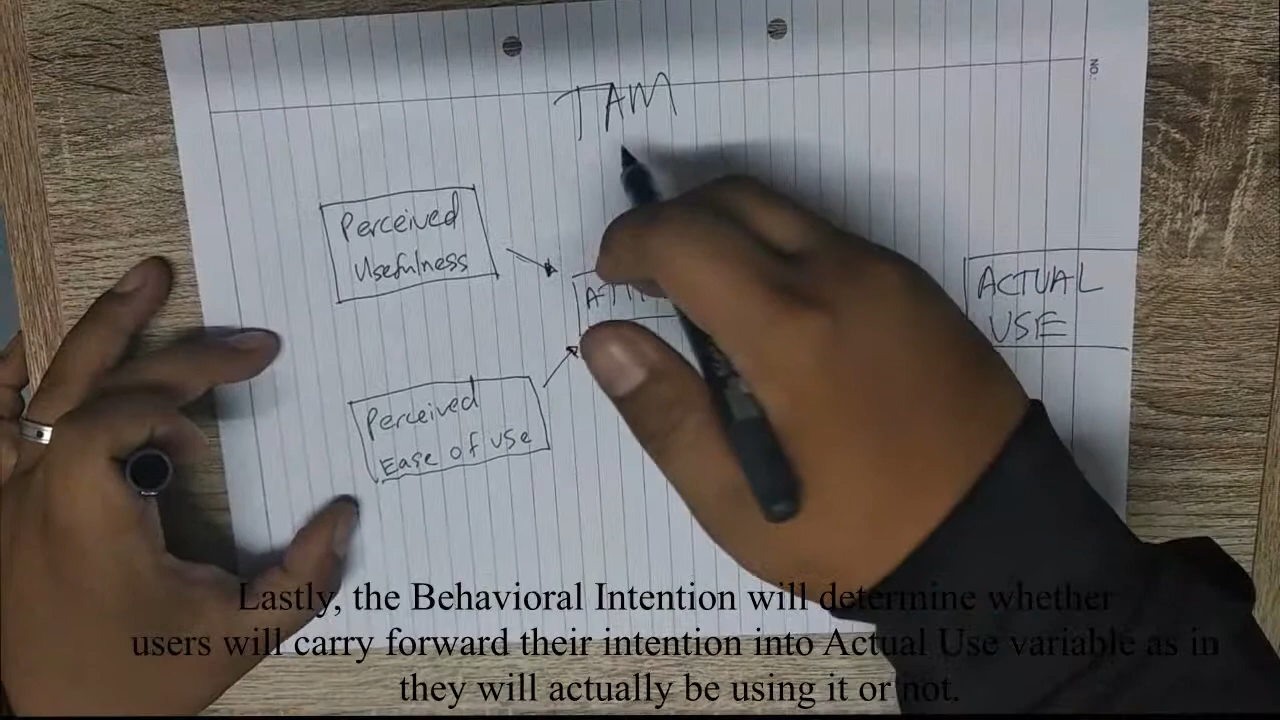 NO.
TAM
Perceived
Usefulness
ACTUAL
USE
Perceived
Ease of use
Lastly, the Behavioral Intention will determine whether
users will carry forward their intention into Actual Use variable as in
they will actually be using it or not.